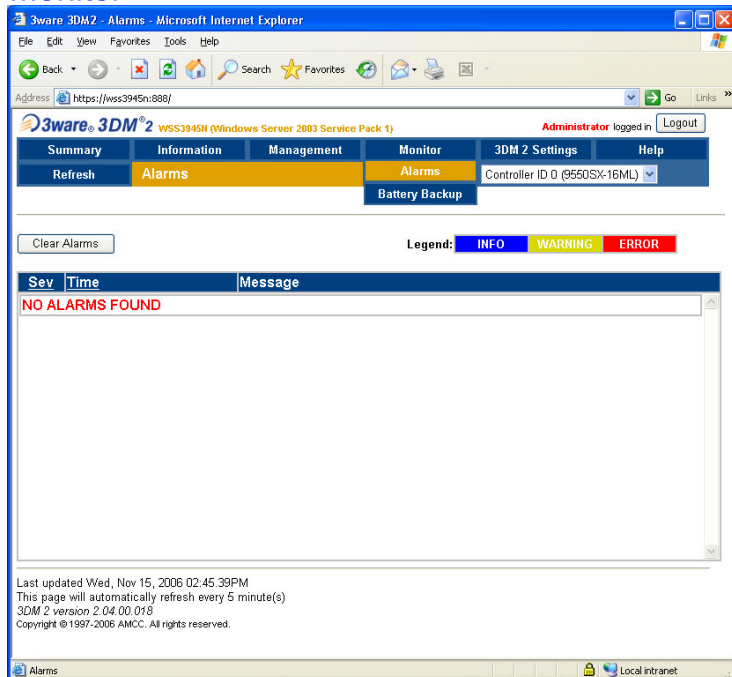 3ware 3DM2 - Alarms - Microsoft Internet Explorer
File Edit View Favorites Tools Help
Back Search Favorites
Address https://wss3945n:888/ Go Links »
3ware® 3DM®2 WSS3945N (Windows Server 2003 Service Pack 1) Administrator logged in Logout
Summary Information Management Monitor 3DM 2 Settings Help
Refresh Alarms Alarms Controller ID 0 (9550SX-16ML)
Battery Backup
Clear Alarms Legend: INFO WARNING ERROR
Sev Time Message
NO ALARMS FOUND
Last updated Wed, Nov 15, 2006 02:45.39PM
This page will automatically refresh every 5 minute(s)
3DM 2 version 2.04.00.018
Copyright © 1997-2006 AMCC. All rights reserved.
Alarms Local intranet